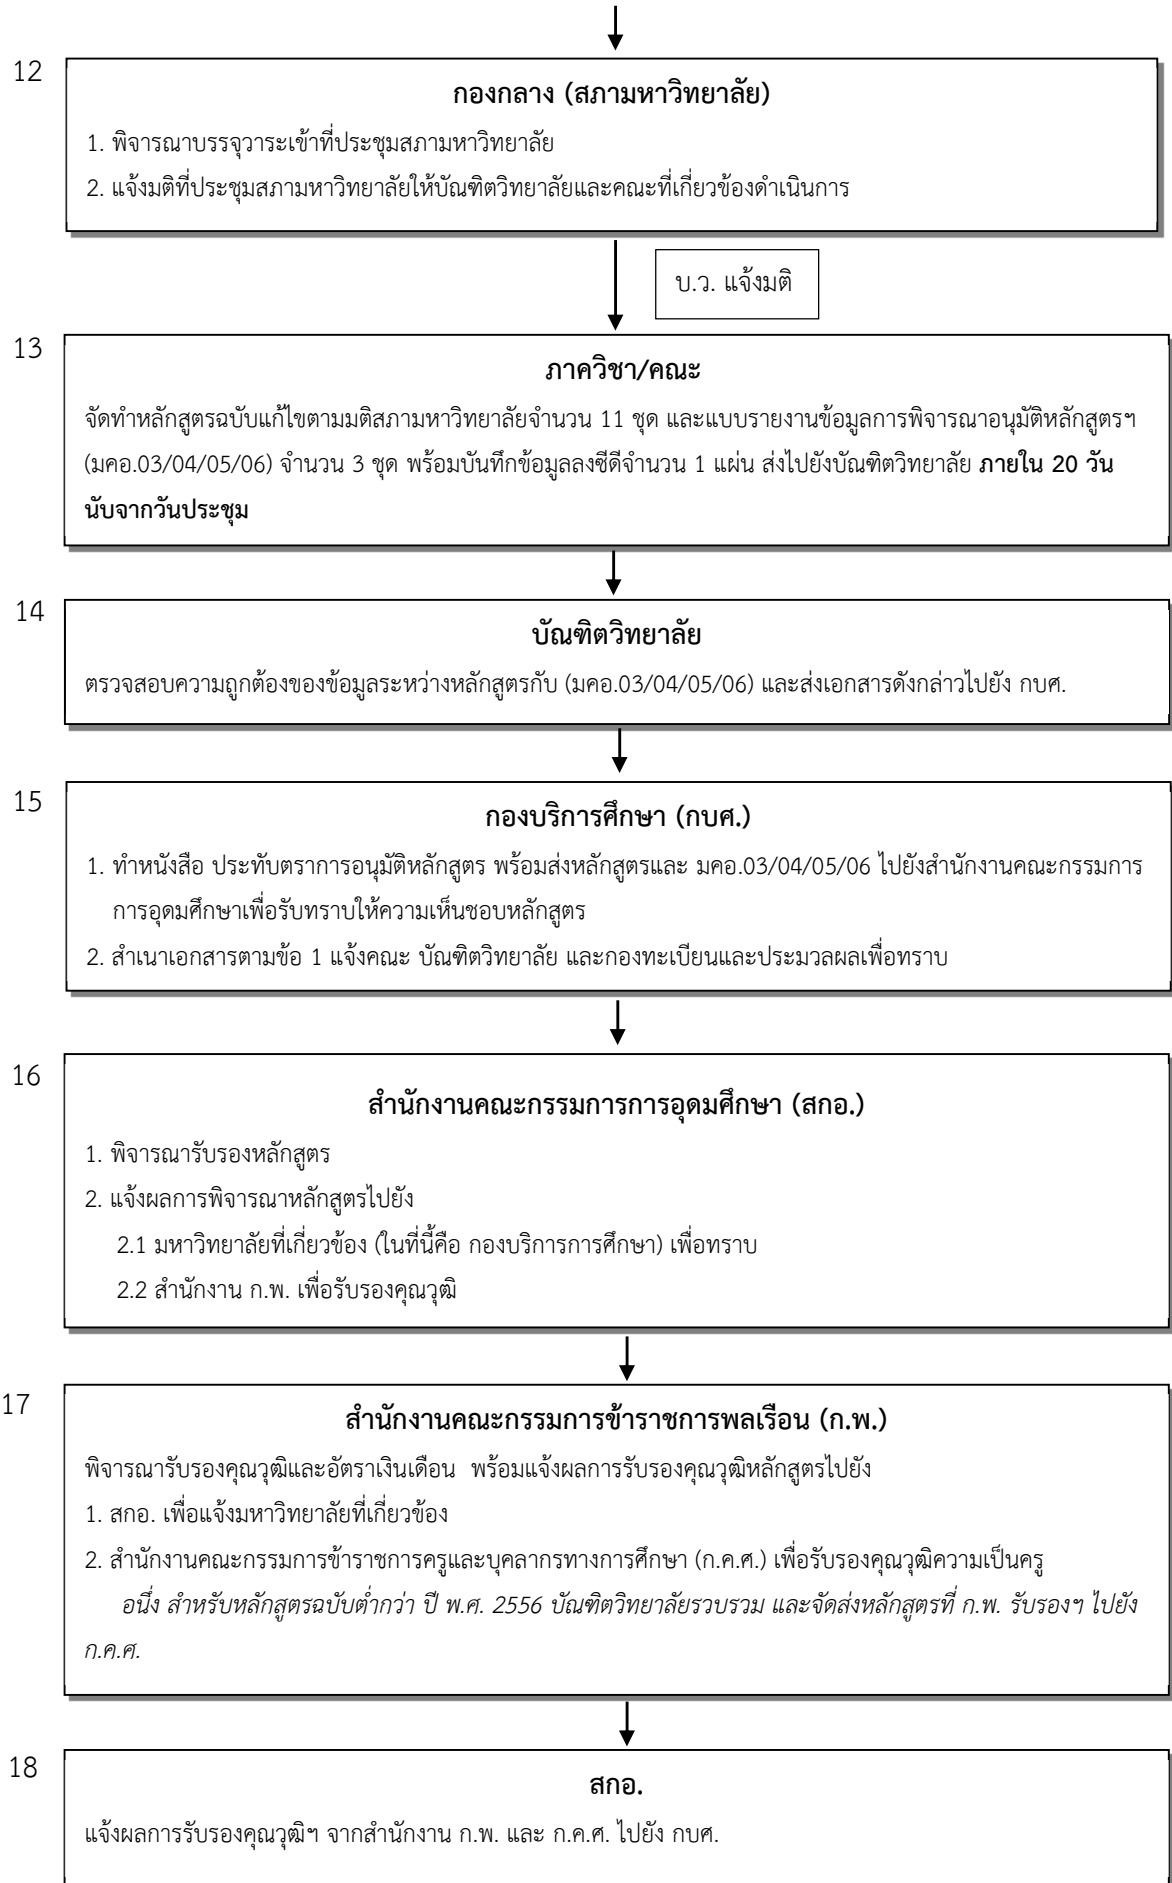 12
กองกลาง (สภามหาวิทยาลัย)
1. พิจารณาบรรจุวาระเข้าที่ประชุมสภามหาวิทยาลัย
2. แจ้งมติที่ประชุมสภามหาวิทยาลัยให้บัณฑิตวิทยาลัยและคณะที่เกี่ยวข้องดำเนินการ
บ.ว. แจ้งมติ
13
ภาควิชา/คณะ
จัดทำหลักสูตรฉบับแก้ไขตามมติสภามหาวิทยาลัยจำนวน 11 ชุด และแบบรายงานข้อมูลการพิจารณาอนุมัติหลักสูตรฯ
(มคอ.03/04/05/06) จำนวน 3 ชุด พร้อมบันทึกข้อมูลลงซีดีจำนวน 1 แผ่น ส่งไปยังบัณฑิตวิทยาลัย ภายใน 20 วัน
นับจากวันประชุม
14
บัณฑิตวิทยาลัย
ตรวจสอบความถูกต้องของข้อมูลระหว่างหลักสูตรกับ (มคอ.03/04/05/06) และส่งเอกสารดังกล่าวไปยัง กบศ.
15
กองบริการศึกษา (กบศ.)
1. ทำหนังสือ ประทับตราการอนุมัติหลักสูตร พร้อมส่งหลักสูตรและ มคอ.03/04/05/06 ไปยังสำนักงานคณะกรรมการ
การอุดมศึกษาเพื่อรับทราบให้ความเห็นชอบหลักสูตร
2. สำเนาเอกสารตามข้อ 1 แจ้งคณะ บัณฑิตวิทยาลัย และกองทะเบียนและประมวลผลเพื่อทราบ
16
สำนักงานคณะกรรมการการอุดมศึกษา (สกอ.)
1. พิจารณารับรองหลักสูตร
2. แจ้งผลการพิจารณาหลักสูตรไปยัง
2.1 มหาวิทยาลัยที่เกี่ยวข้อง (ในที่นี้คือ กองบริการการศึกษา) เพื่อทราบ
2.2 สำนักงาน ก.พ. เพื่อรับรองคุณวุฒิ
17
สำนักงานคณะกรรมการข้าราชการพลเรือน (ก.พ.)
พิจารณารับรองคุณวุฒิและอัตราเงินเดือน พร้อมแจ้งผลการรับรองคุณวุฒิหลักสูตรไปยัง
1. สกอ. เพื่อแจ้งมหาวิทยาลัยที่เกี่ยวข้อง
2. สำนักงานคณะกรรมการข้าราชการครูและบุคลากรทางการศึกษา (ก.ค.ศ.) เพื่อรับรองคุณวุฒิความเป็นครู
อนึ่ง สำหรับหลักสูตรฉบับต่ำกว่า ปี พ.ศ. 2556 บัณฑิตวิทยาลัยรวบรวม และจัดส่งหลักสูตรที่ ก.พ. รับรองฯ ไปยัง
ก.ค.ศ.
18
สกอ.
แจ้งผลการรับรองคุณวุฒิฯ จากสำนักงาน ก.พ. และ ก.ค.ศ. ไปยัง กบศ.